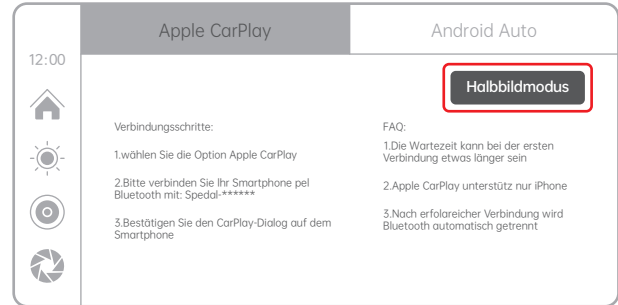 Apple CarPlay
Android Auto
12:00
Halbbildmodus
Verbindungsschritte:
1.wählen Sie die Option Apple CarPlay
2.Bitte verbinden Sie Ihr Smartphone pel
Bluetooth mit: Spedal-******
3.Bestätigen Sie den CarPlay-Dialog auf dem
Smartphone
FAQ:
1.Die Wartezeit kann bei der ersten
Verbindung etwas länger sein
2.Apple CarPlay unterstütz nur iPhone
3.Nach erfolareicher Verbindung wird
Bluetooth automatisch getrennt